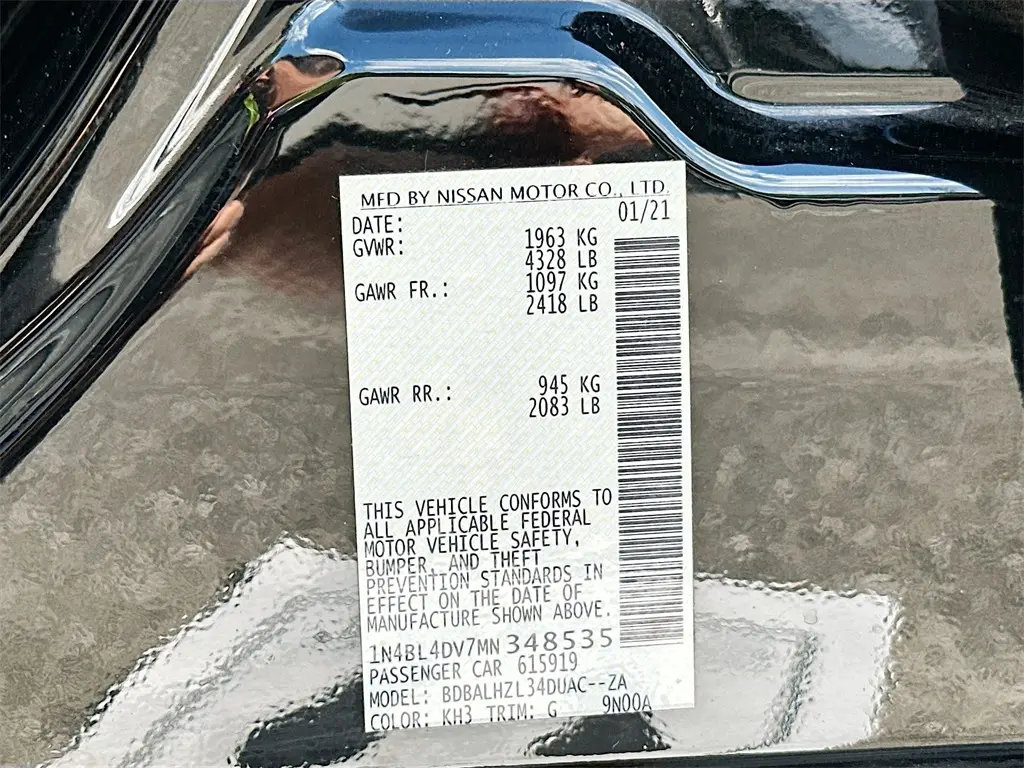 MFD BY NISSAN MOTOR CO., LTD.
DATE: 01/21
GVWR: 1963 KG
4328 LB
GAWR FR.: 1097 KG
2418 LB
GAWR RR.: 945 KG
2083 LB
THIS VEHICLE CONFORMS TO
ALL APPLICABLE FEDERAL
MOTOR VEHICLE SAFETY,
BUMPER, AND THEFT
PREVENTION STANDARDS IN
EFFECT ON THE DATE OF
MANUFACTURE SHOWN ABOVE.
1N4BL4DV7MN348535
PASSENGER CAR 615919
MODEL: BDBALHZL34DUAC--ZA
COLOR: KH3 TRIM: G 9N00A